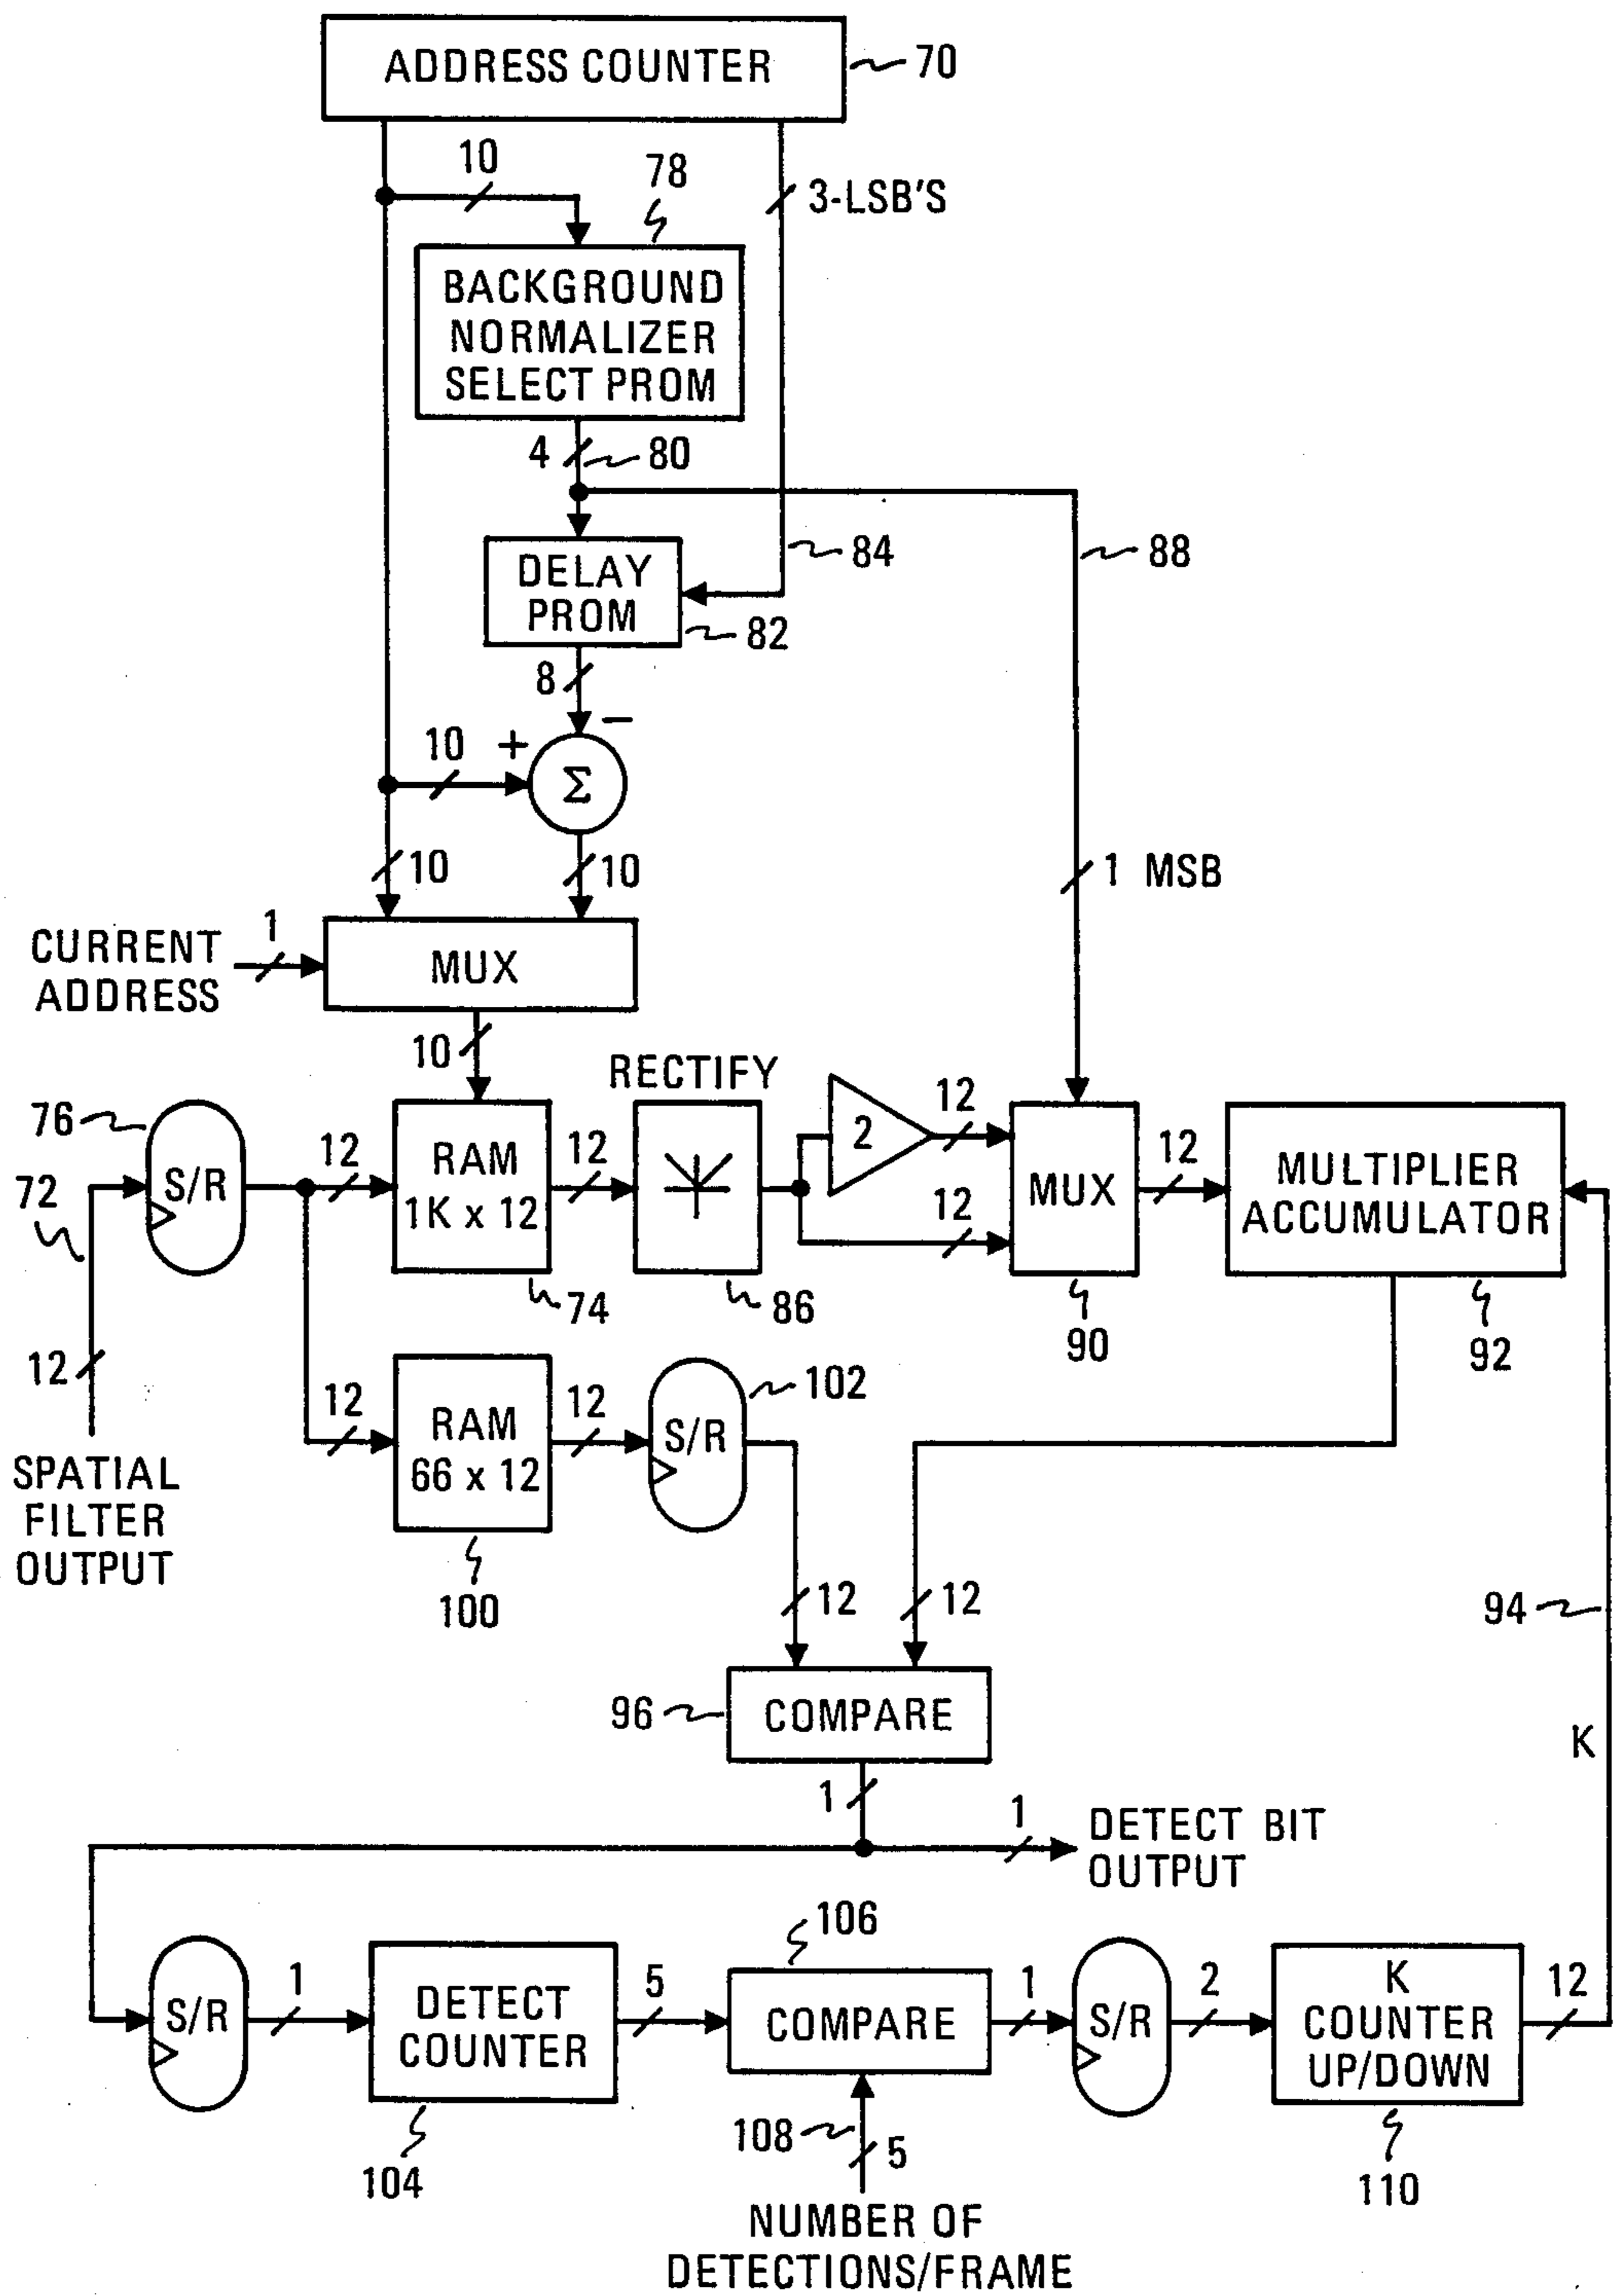 ADDRESS COUNTER
70
10
78
3-LSB'S
BACKGROUND
NORMALIZER
SELECT PROM
4
80
84
88
DELAY
PROM
82
8
10
+
−
Σ
10
10
1 MSB
CURRENT
ADDRESS
1
MUX
10
RECTIFY
76
S/R
72
12
12
RAM
1K x 12
74
12
86
2
12
12
MUX
90
12
MULTIPLIER
ACCUMULATOR
92
SPATIAL
FILTER
OUTPUT
12
RAM
66 x 12
100
12
S/R
102
12
12
94
K
96
COMPARE
1
1
DETECT BIT
OUTPUT
S/R
1
DETECT
COUNTER
104
5
106
COMPARE
108
5
NUMBER OF
DETECTIONS/FRAME
1
S/R
2
K
COUNTER
UP/DOWN
110
12